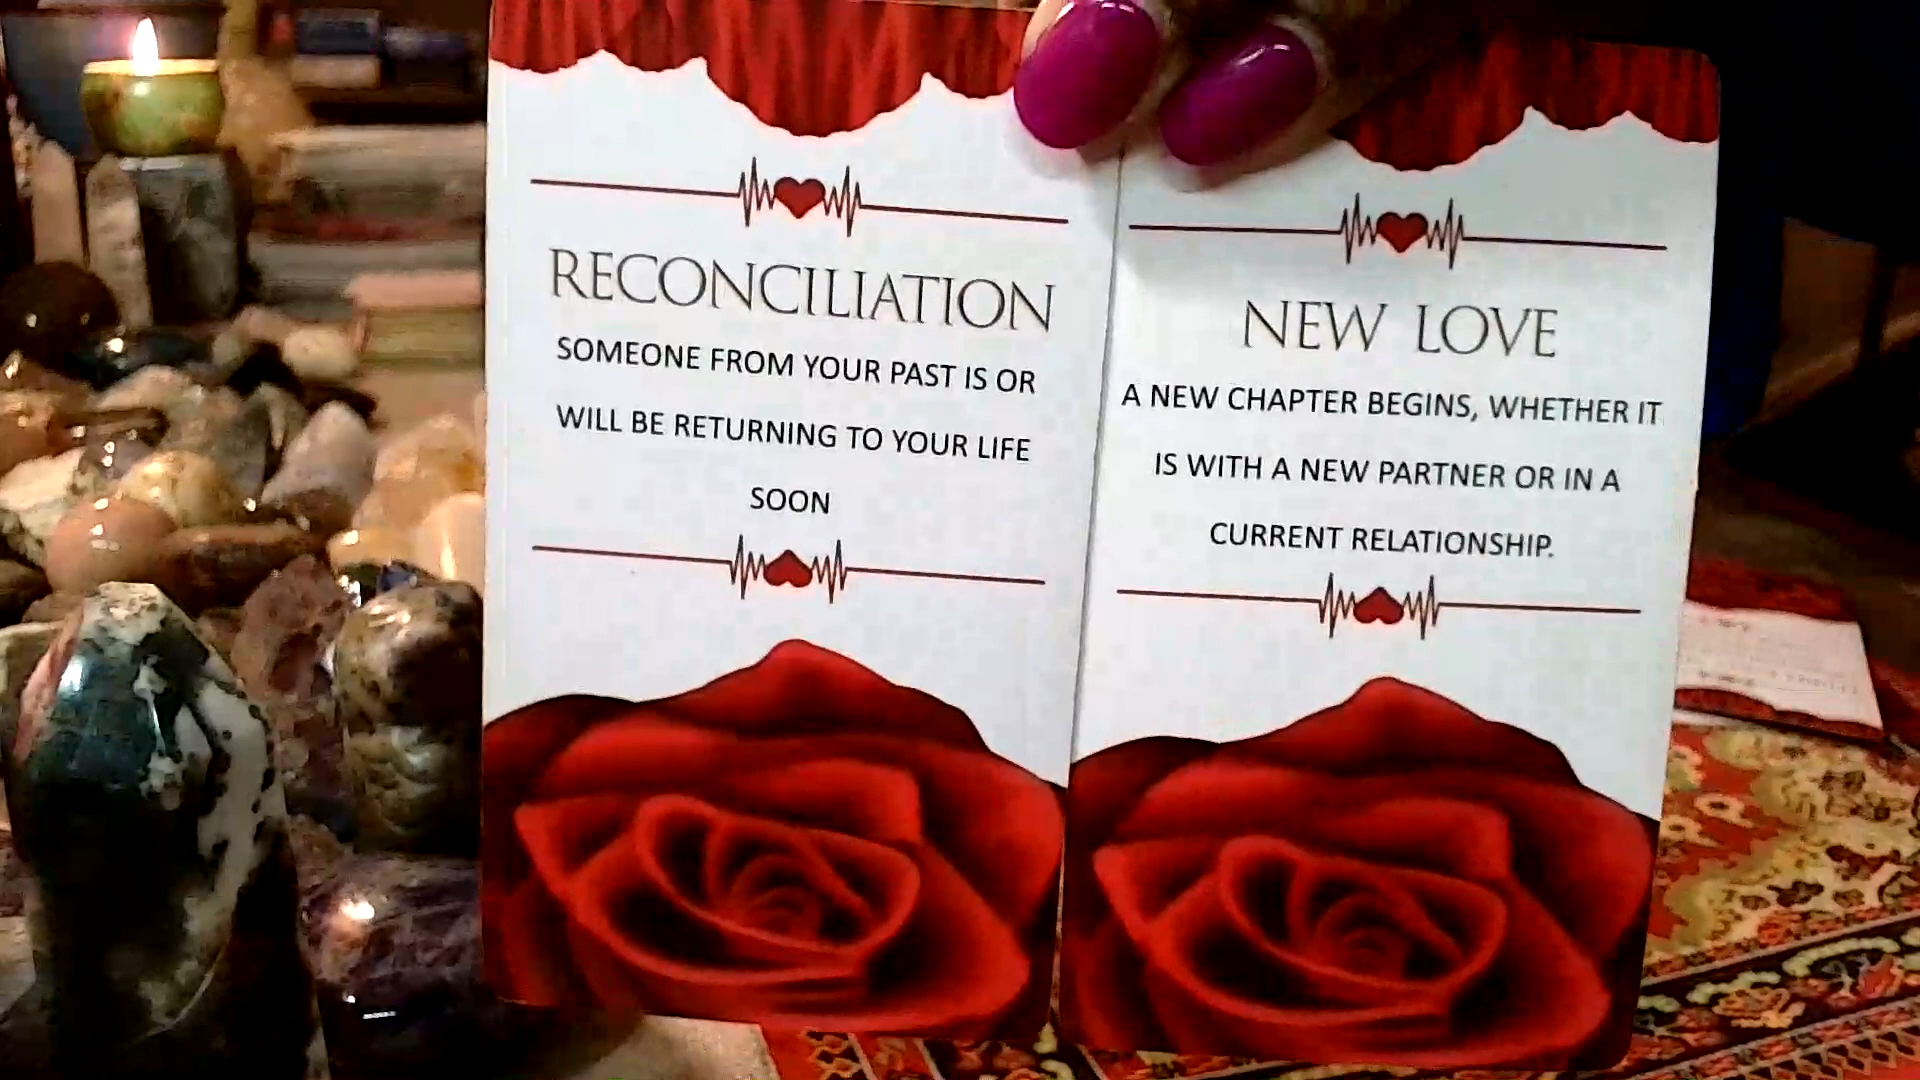 RECONCILIATION
SOMEONE FROM YOUR PAST IS OR
WILL BE RETURNING TO YOUR LIFE
SOON
NEW LOVE
A NEW CHAPTER BEGINS, WHETHER IT
IS WITH A NEW PARTNER OR IN A
CURRENT RELATIONSHIP.